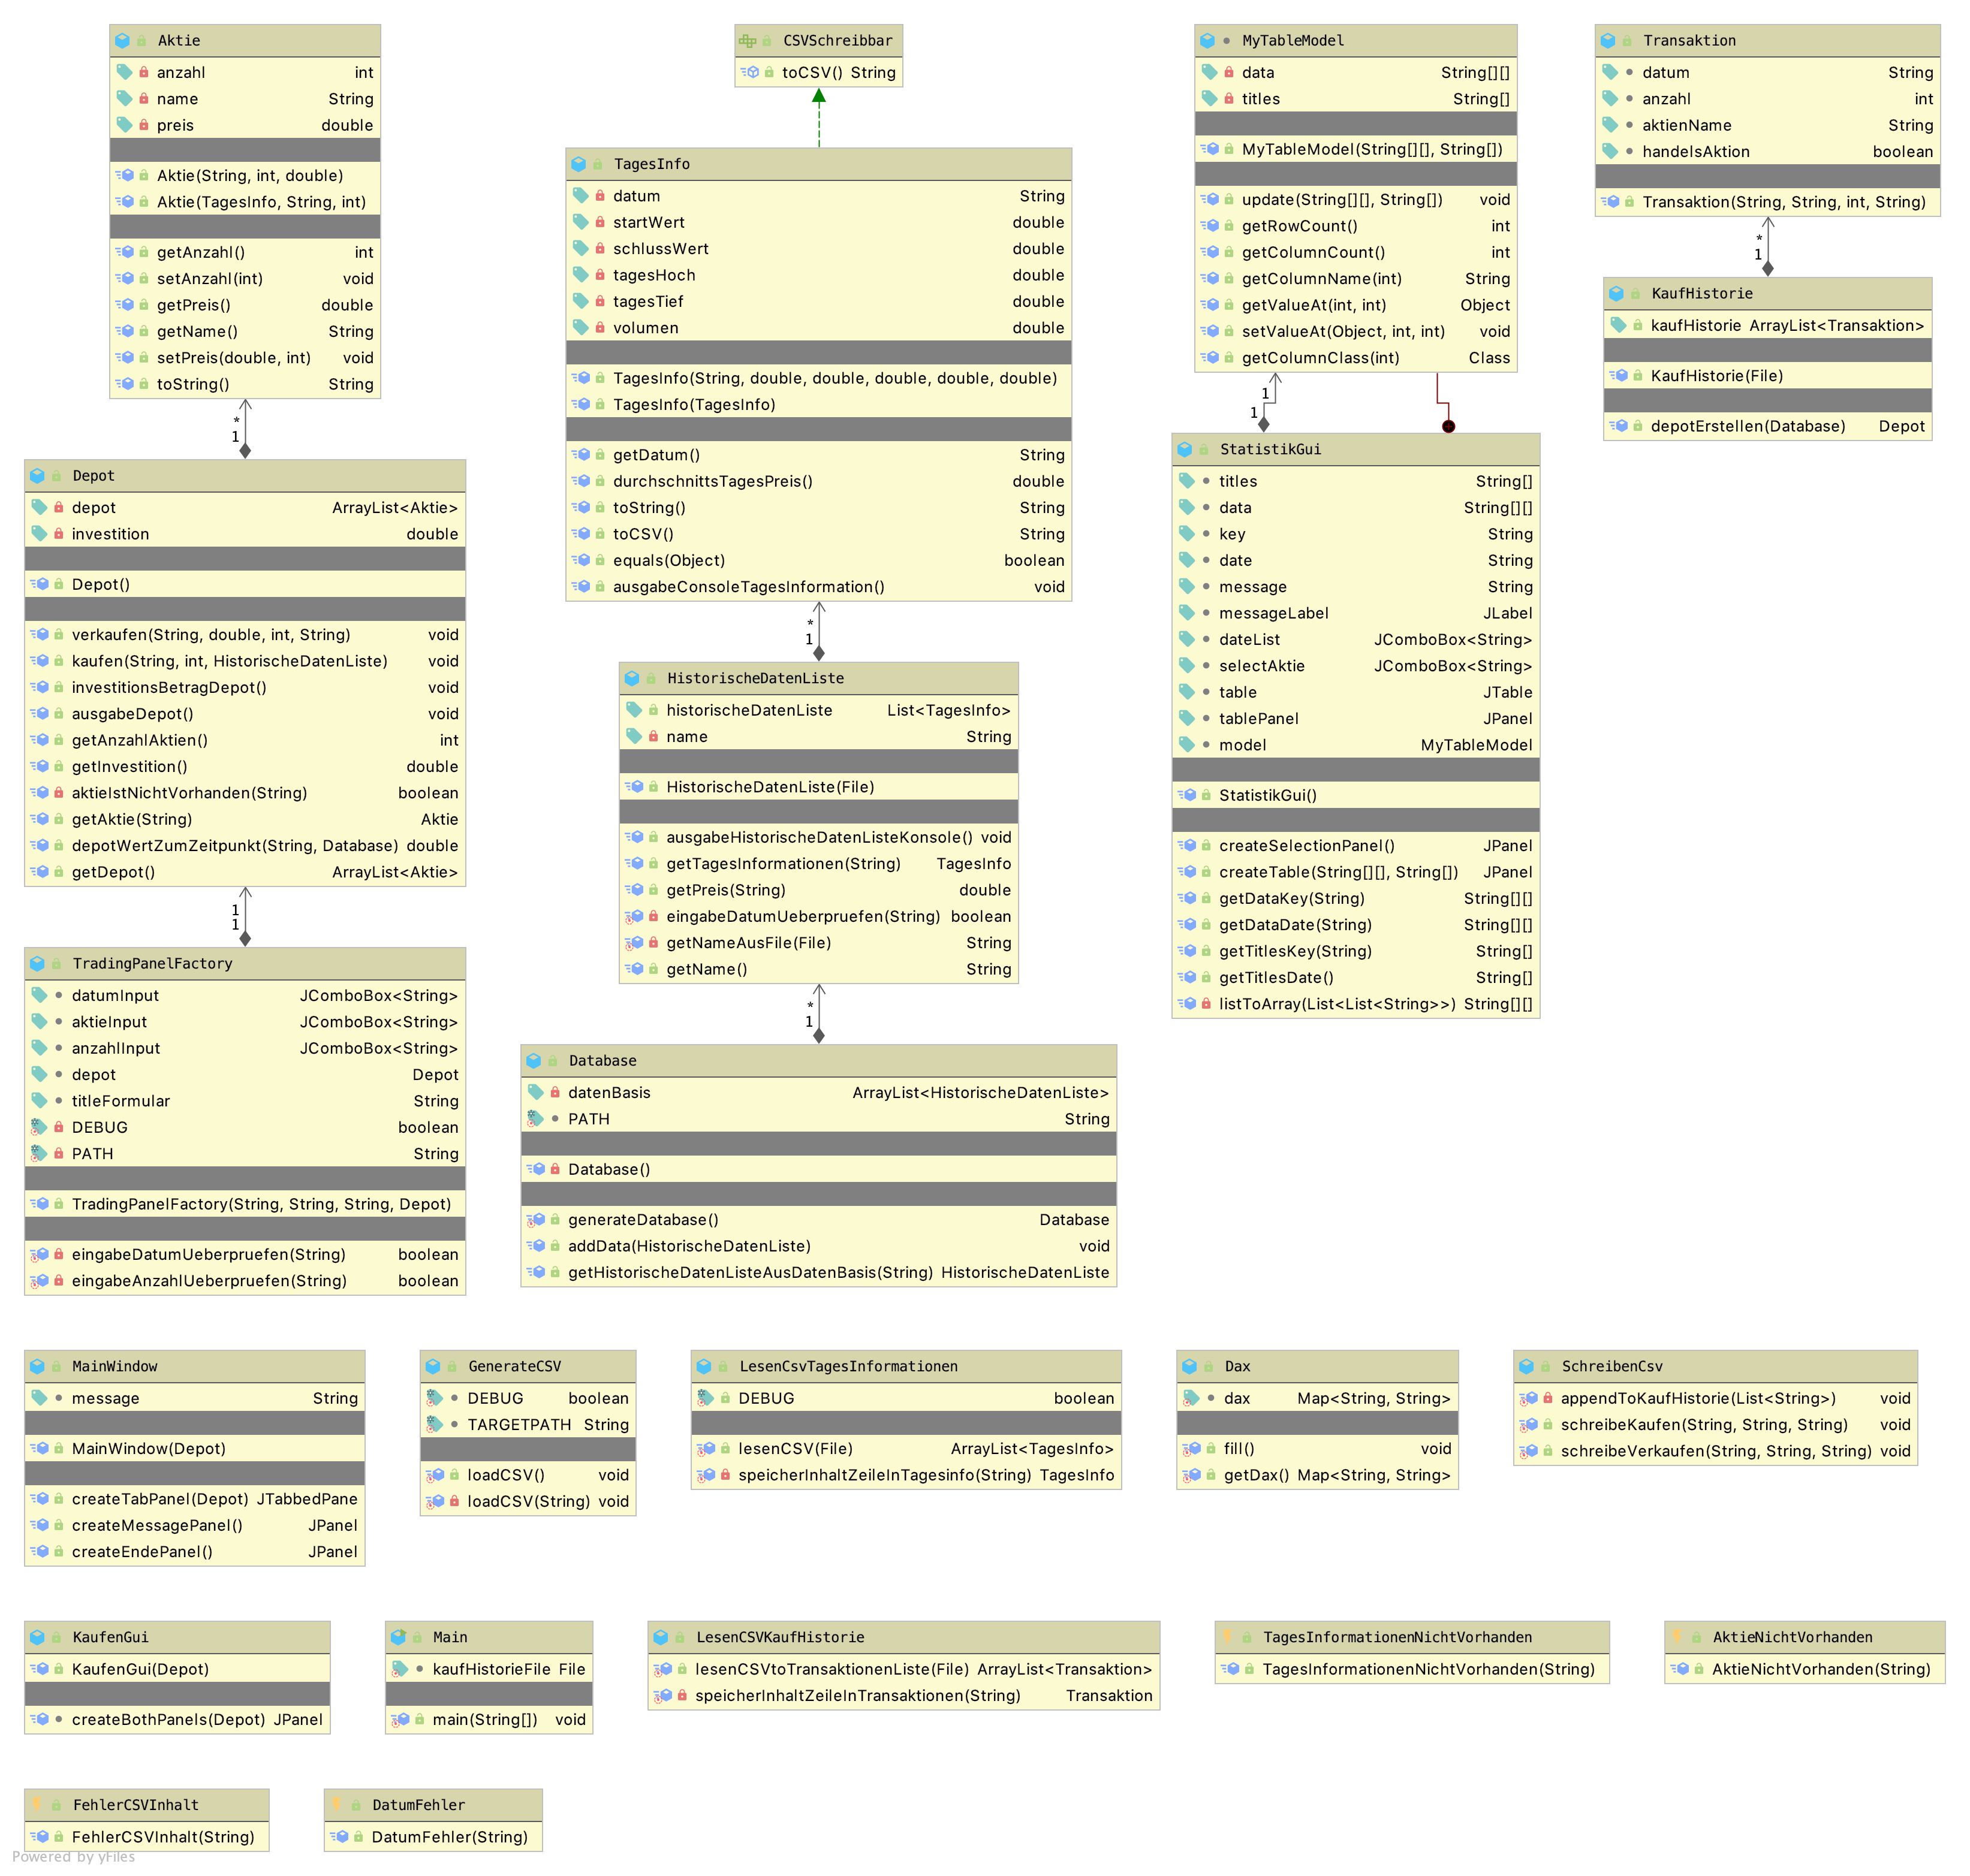 Aktie
anzahl int
name String
preis double
Aktie(String, int, double)
Aktie(TagesInfo, String, int)
getAnzahl() int
setAnzahl(int) void
getPreis() double
getName() String
setPreis(double, int) void
toString() String
*
1
Depot
depot ArrayList<Aktie>
investition double
Depot()
verkaufen(String, double, int, String) void
kaufen(String, int, HistorischeDatenListe) void
investitionsBetragDepot() void
ausgabeDepot() void
getAnzahlAktien() int
getInvestition() double
aktieIstNichtVorhanden(String) boolean
getAktie(String) Aktie
depotWertZumZeitpunkt(String, Database) double
getDepot() ArrayList<Aktie>
1
1
TradingPanelFactory
datumInput JComboBox<String>
aktieInput JComboBox<String>
anzahlInput JComboBox<String>
depot Depot
titleFormular String
DEBUG boolean
PATH String
TradingPanelFactory(String, String, String, Depot)
eingabeDatumUeberpruefen(String) boolean
eingabeAnzahlUeberpruefen(String) boolean
CSVSchreibbar
toCSV() String
TagesInfo
datum String
startWert double
schlussWert double
tagesHoch double
tagesTief double
volumen double
TagesInfo(String, double, double, double, double, double)
TagesInfo(TagesInfo)
getDatum() String
durchschnittsTagesPreis() double
toString() String
toCSV() String
equals(Object) boolean
ausgabeConsoleTagesInformation() void
*
1
HistorischeDatenListe
historischeDatenListe List<TagesInfo>
name String
HistorischeDatenListe(File)
ausgabeHistorischeDatenListeKonsole() void
getTagesInformationen(String) TagesInfo
getPreis(String) double
eingabeDatumUeberpruefen(String) boolean
getNameAusFile(File) String
getName() String
*
1
Database
datenBasis ArrayList<HistorischeDatenListe>
PATH String
Database()
generateDatabase() Database
addData(HistorischeDatenListe) void
getHistorischeDatenListeAusDatenBasis(String) HistorischeDatenListe
MyTableModel
data String[][]
titles String[]
MyTableModel(String[][], String[])
update(String[][], String[]) void
getRowCount() int
getColumnCount() int
getColumnName(int) String
getValueAt(int, int) Object
setValueAt(Object, int, int) void
getColumnClass(int) Class
1
1
StatistikGui
titles String[]
data String[][]
key String
date String
message String
messageLabel JLabel
dateList JComboBox<String>
selectAktie JComboBox<String>
table JTable
tablePanel JPanel
model MyTableModel
StatistikGui()
createSelectionPanel() JPanel
createTable(String[][], String[]) JPanel
getDataKey(String) String[][]
getDataDate(String) String[][]
getTitlesKey(String) String[]
getTitlesDate() String[]
listToArray(List<List<String>>) String[][]
Transaktion
datum String
anzahl int
aktienName String
handelsAktion boolean
Transaktion(String, String, int, String)
*
1
KaufHistorie
kaufHistorie ArrayList<Transaktion>
KaufHistorie(File)
depotErstellen(Database) Depot
MainWindow
message String
MainWindow(Depot)
createTabPanel(Depot) JTabbedPane
createMessagePanel() JPanel
createEndePanel() JPanel
GenerateCSV
DEBUG boolean
TARGETPATH String
loadCSV() void
loadCSV(String) void
LesenCsvTagesInformationen
DEBUG boolean
lesenCSV(File) ArrayList<TagesInfo>
speicherInhaltZeileInTagesinfo(String) TagesInfo
Dax
dax Map<String, String>
fill() void
getDax() Map<String, String>
SchreibenCsv
appendToKaufHistorie(List<String>) void
schreibeKaufen(String, String, String) void
schreibeVerkaufen(String, String, String) void
KaufenGui
KaufenGui(Depot)
createBothPanels(Depot) JPanel
Main
kaufHistorieFile File
main(String[]) void
LesenCSVKaufHistorie
lesenCSVtoTransaktionenListe(File) ArrayList<Transaktion>
speicherInhaltZeileInTransaktionen(String) Transaktion
TagesInformationenNichtVorhanden
TagesInformationenNichtVorhanden(String)
AktieNichtVorhanden
AktieNichtVorhanden(String)
FehlerCSVInhalt
FehlerCSVInhalt(String)
DatumFehler
DatumFehler(String)
Powered by yFiles